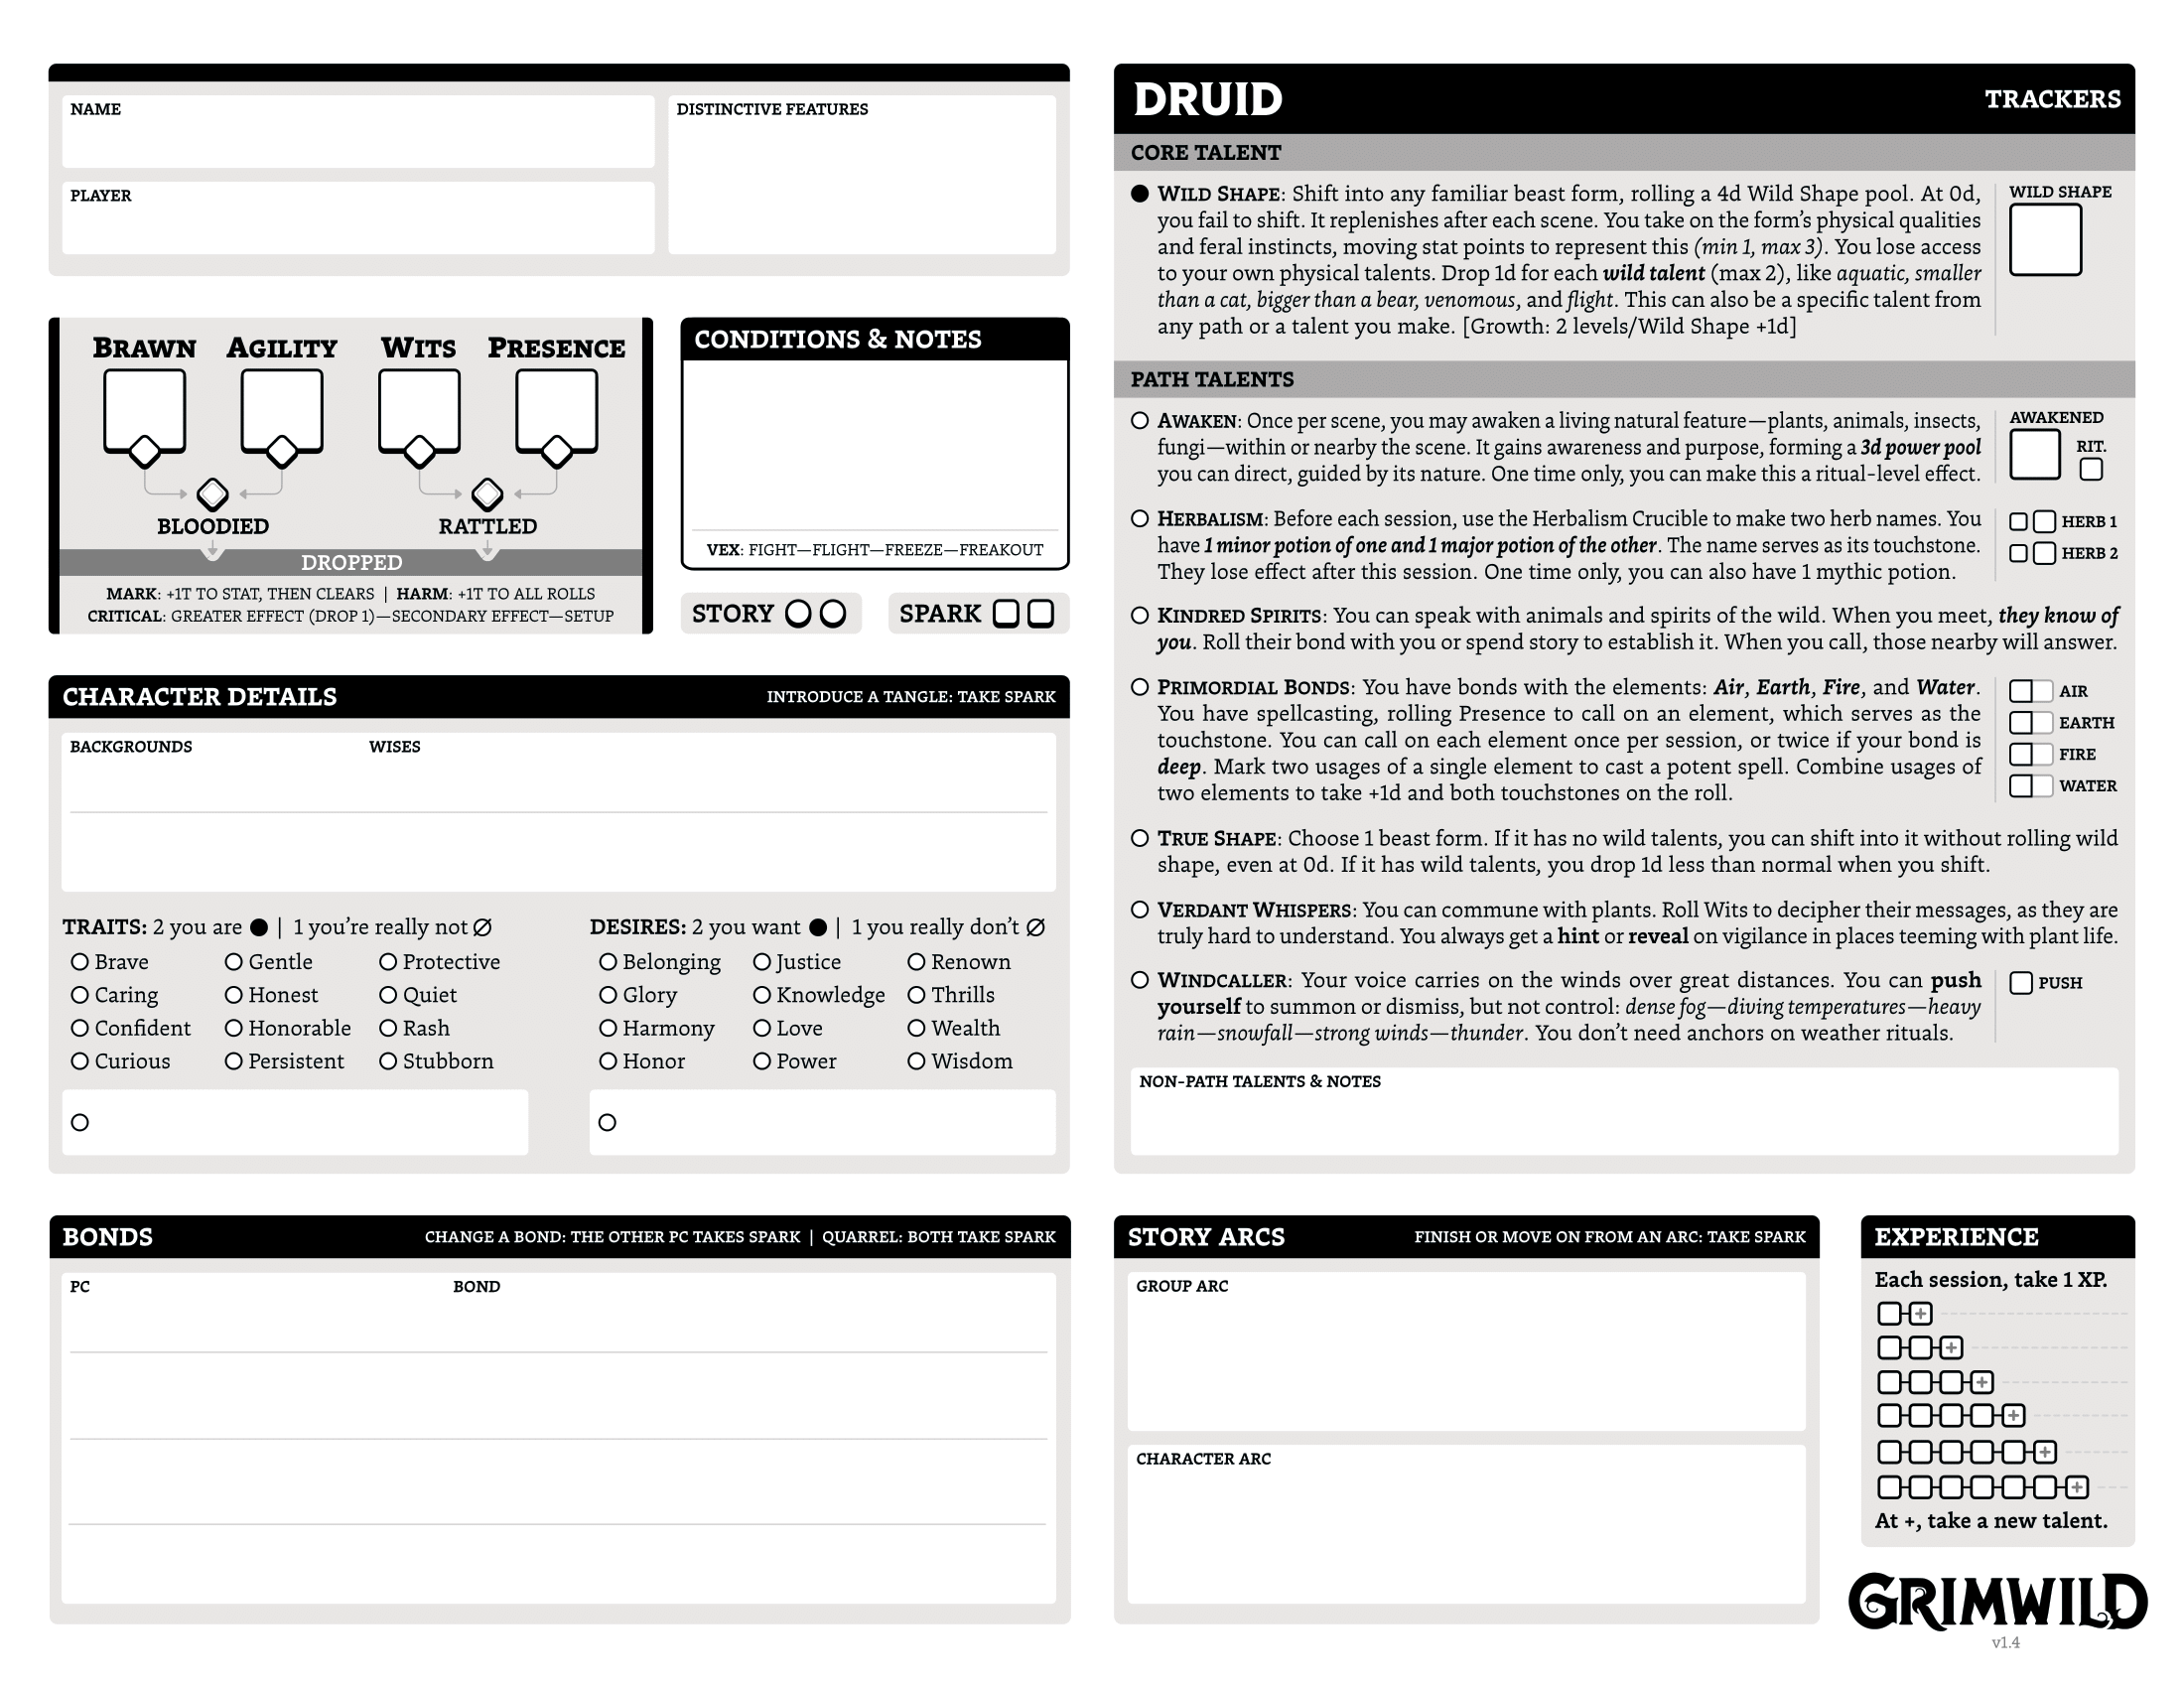 NAME
DISTINCTIVE FEATURES
PLAYER
BRAWN AGILITY WITS PRESENCE
BLOODIED RATTLED
DROPPED
MARK: +1T TO STAT, THEN CLEARS | HARM: +1T TO ALL ROLLS
CRITICAL: GREATER EFFECT (DROP 1)—SECONDARY EFFECT—SETUP
CONDITIONS & NOTES
VEX: FIGHT—FLIGHT—FREEZE—FREAKOUT
STORY SPARK
CHARACTER DETAILS INTRODUCE A TANGLE: TAKE SPARK
BACKGROUNDS WISES
TRAITS: 2 you are ● | 1 you're really not Ø
Brave Gentle Protective
Caring Honest Quiet
Confident Honorable Rash
Curious Persistent Stubborn
DESIRES: 2 you want ● | 1 you really don't Ø
Belonging Justice Renown
Glory Knowledge Thrills
Harmony Love Wealth
Honor Power Wisdom
BONDS CHANGE A BOND: THE OTHER PC TAKES SPARK | QUARREL: BOTH TAKE SPARK
PC BOND
DRUID TRACKERS
CORE TALENT
WILD SHAPE: Shift into any familiar beast form, rolling a 4d Wild Shape pool. At 0d,
you fail to shift. It replenishes after each scene. You take on the form's physical qualities
and feral instincts, moving stat points to represent this (min 1, max 3). You lose access
to your own physical talents. Drop 1d for each wild talent (max 2), like aquatic, smaller
than a cat, bigger than a bear, venomous, and flight. This can also be a specific talent from
any path or a talent you make. [Growth: 2 levels/Wild Shape +1d]
WILD SHAPE
PATH TALENTS
AWAKEN: Once per scene, you may awaken a living natural feature—plants, animals, insects,
fungi—within or nearby the scene. It gains awareness and purpose, forming a 3d power pool
you can direct, guided by its nature. One time only, you can make this a ritual-level effect.
AWAKENED
RIT.
HERBALISM: Before each session, use the Herbalism Crucible to make two herb names. You
have 1 minor potion of one and 1 major potion of the other. The name serves as its touchstone.
They lose effect after this session. One time only, you can also have 1 mythic potion.
HERB 1
HERB 2
KINDRED SPIRITS: You can speak with animals and spirits of the wild. When you meet, they know of
you. Roll their bond with you or spend story to establish it. When you call, those nearby will answer.
PRIMORDIAL BONDS: You have bonds with the elements: Air, Earth, Fire, and Water.
You have spellcasting, rolling Presence to call on an element, which serves as the
touchstone. You can call on each element once per session, or twice if your bond is
deep. Mark two usages of a single element to cast a potent spell. Combine usages of
two elements to take +1d and both touchstones on the roll.
AIR
EARTH
FIRE
WATER
TRUE SHAPE: Choose 1 beast form. If it has no wild talents, you can shift into it without rolling wild
shape, even at 0d. If it has wild talents, you drop 1d less than normal when you shift.
VERDANT WHISPERS: You can commune with plants. Roll Wits to decipher their messages, as they are
truly hard to understand. You always get a hint or reveal on vigilance in places teeming with plant life.
WINDCALLER: Your voice carries on the winds over great distances. You can push
yourself to summon or dismiss, but not control: dense fog—diving temperatures—heavy
rain—snowfall—strong winds—thunder. You don't need anchors on weather rituals.
PUSH
NON-PATH TALENTS & NOTES
STORY ARCS FINISH OR MOVE ON FROM AN ARC: TAKE SPARK
GROUP ARC
CHARACTER ARC
EXPERIENCE
Each session, take 1 XP.
+
+
+
+
+
+
At +, take a new talent.
GRIMWILD
v1.4